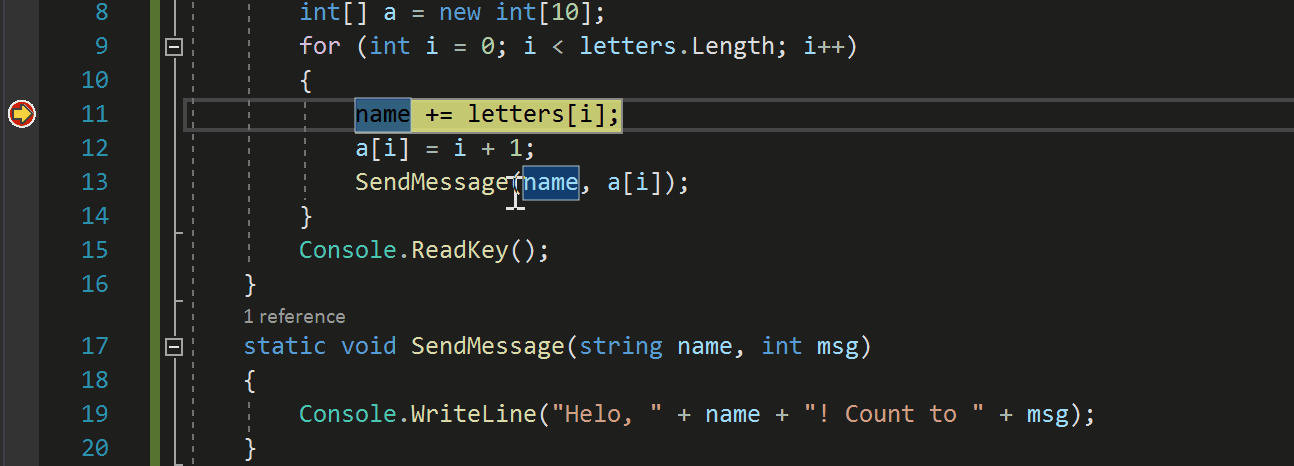 8 int[] a = new int[10];
9 for (int i = 0; i < letters.Length; i++)
10 {
11 name += letters[i];
12 a[i] = i + 1;
13 SendMessage(name, a[i]);
14 }
15 Console.ReadKey();
16 }
1 reference
17 static void SendMessage(string name, int msg)
18 {
19 Console.WriteLine("Helo, " + name + "! Count to " + msg);
20 }